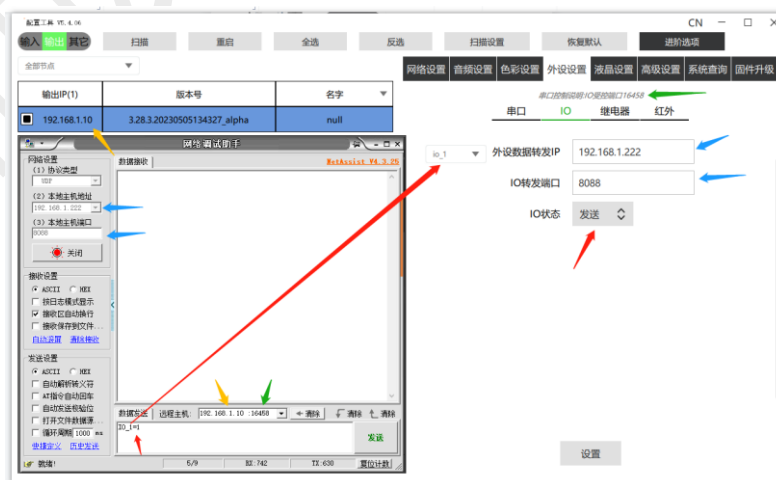 配置工具 V5.4.06
CN
输入 输出 其它 扫描 重启 全选 反选 扫描设置 恢复默认 进阶选项
全部节点
网络设置 音频设置 色彩设置 外设设置 液晶设置 高级设置 系统查询 固件升级
输出IP(1) 版本号 名字
192.168.1.10 3.28.3.20230505134327_alpha null
串口控制说明:IO受控端口16458
串口 IO 继电器 红外
io_1 外设数据转发IP 192.168.1.222
IO转发端口 8088
IO状态 发送
设置
网络调试助手
网络设置
(1) 协议类型
UDP
(2) 本地主机地址
192.168.1.222
(3) 本地主机端口
8088
关闭
数据接收
NetAssist V4.3.25
接收设置
ASCII HEX
按日志模式显示
接收区自动换行
接收保存到文件...
自动滚屏 清除接收
发送设置
ASCII HEX
自动解析转义符
AT指令自动回车
自动发送校验位
打开文件数据源...
循环周期 1000 ms
快捷定义 历史发送
数据发送 远程主机: 192.168.1.10 :16458 清除 清除 清除
IO_1=1
发送
就绪! 5/9 RX:742 TX:630 复位计数